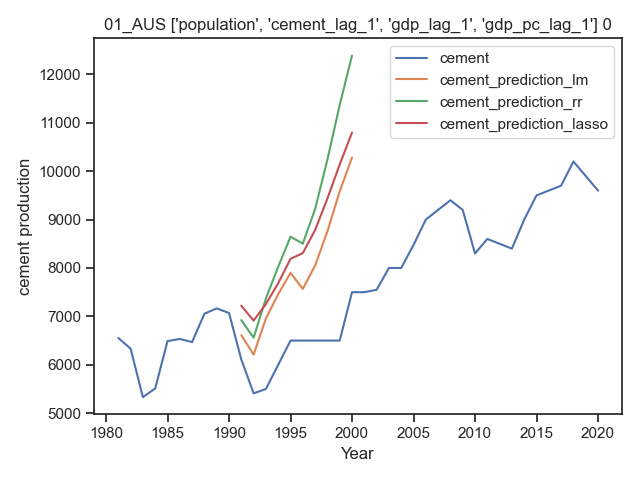 01_AUS ['population', 'cement_lag_1', 'gdp_lag_1', 'gdp_pc_lag_1'] 0
cement
cement_prediction_lm
cement_prediction_rr
cement_prediction_lasso
cement production
12000
11000
10000
9000
8000
7000
6000
5000
1980 1985 1990 1995 2000 2005 2010 2015 2020
Year